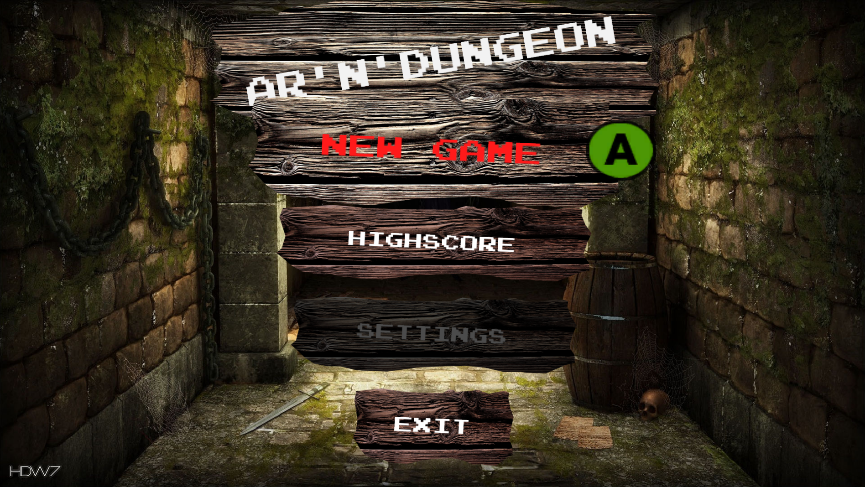 AR'N'DUNGEON
NEW GAME
A
HIGHSCORE
SETTINGS
EXIT
HDW7